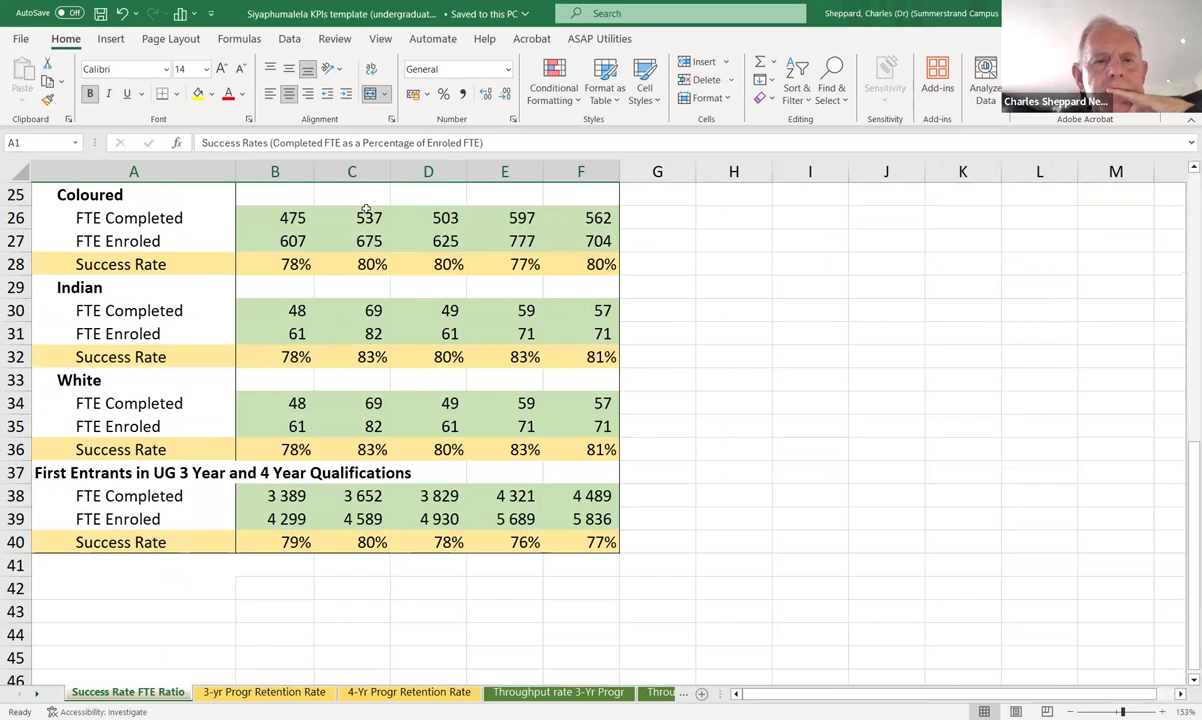 AutoSave Off Siyaphumalela KPIs template (undergraduat... • Saved to this PC Search Sheppard, Charles (Dr) (Summerstrand Campus
File Home Insert Page Layout Formulas Data Review View Automate Help Acrobat ASAP Utilities
Calibri 14 General
Paste Conditional Formatting Format as Table Cell Styles Insert Delete Format Sort & Filter Find & Select Sensitivity Add-ins Analyze Data
Charles Sheppard Ne...
Clipboard Font Alignment Number Styles Cells Editing Sensitivity Add-ins Adobe Acrobat
A1 fx Success Rates (Completed FTE as a Percentage of Enroled FTE)
A B C D E F G H I J K L M
25 Coloured
26 FTE Completed 475 537 503 597 562
27 FTE Enroled 607 675 625 777 704
28 Success Rate 78% 80% 80% 77% 80%
29 Indian
30 FTE Completed 48 69 49 59 57
31 FTE Enroled 61 82 61 71 71
32 Success Rate 78% 83% 80% 83% 81%
33 White
34 FTE Completed 48 69 49 59 57
35 FTE Enroled 61 82 61 71 71
36 Success Rate 78% 83% 80% 83% 81%
37 First Entrants in UG 3 Year and 4 Year Qualifications
38 FTE Completed 3 389 3 652 3 829 4 321 4 489
39 FTE Enroled 4 299 4 589 4 930 5 689 5 836
40 Success Rate 79% 80% 78% 76% 77%
41
42
43
44
45
46
Success Rate FTE Ratio 3-yr Progr Retention Rate 4-Yr Progr Retention Rate Throughput rate 3-Yr Progr Throu ...
Ready Accessibility: Investigate 153%